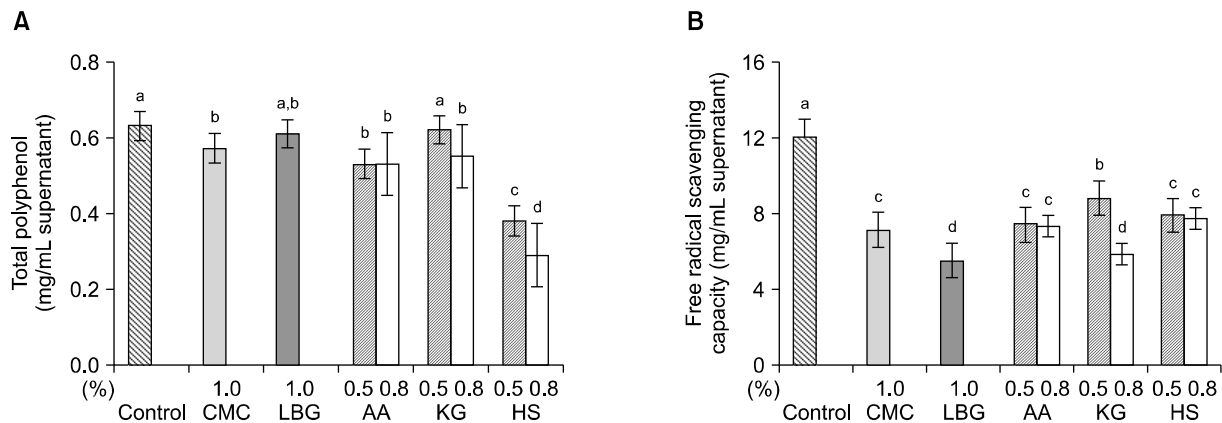 A
Total polyphenol
(mg/mL supernatant)
0.8
0.6
0.4
0.2
0.0
a
b
a,b
b
b
a
b
c
d
(%)
1.0
1.0
0.5 0.8
0.5 0.8
0.5 0.8
Control
CMC
LBG
AA
KG
HS
B
Free radical scavenging
capacity (mg/mL supernatant)
16
12
8
4
0
a
c
d
c
c
b
d
c
c
(%)
1.0
1.0
0.5 0.8
0.5 0.8
0.5 0.8
Control
CMC
LBG
AA
KG
HS